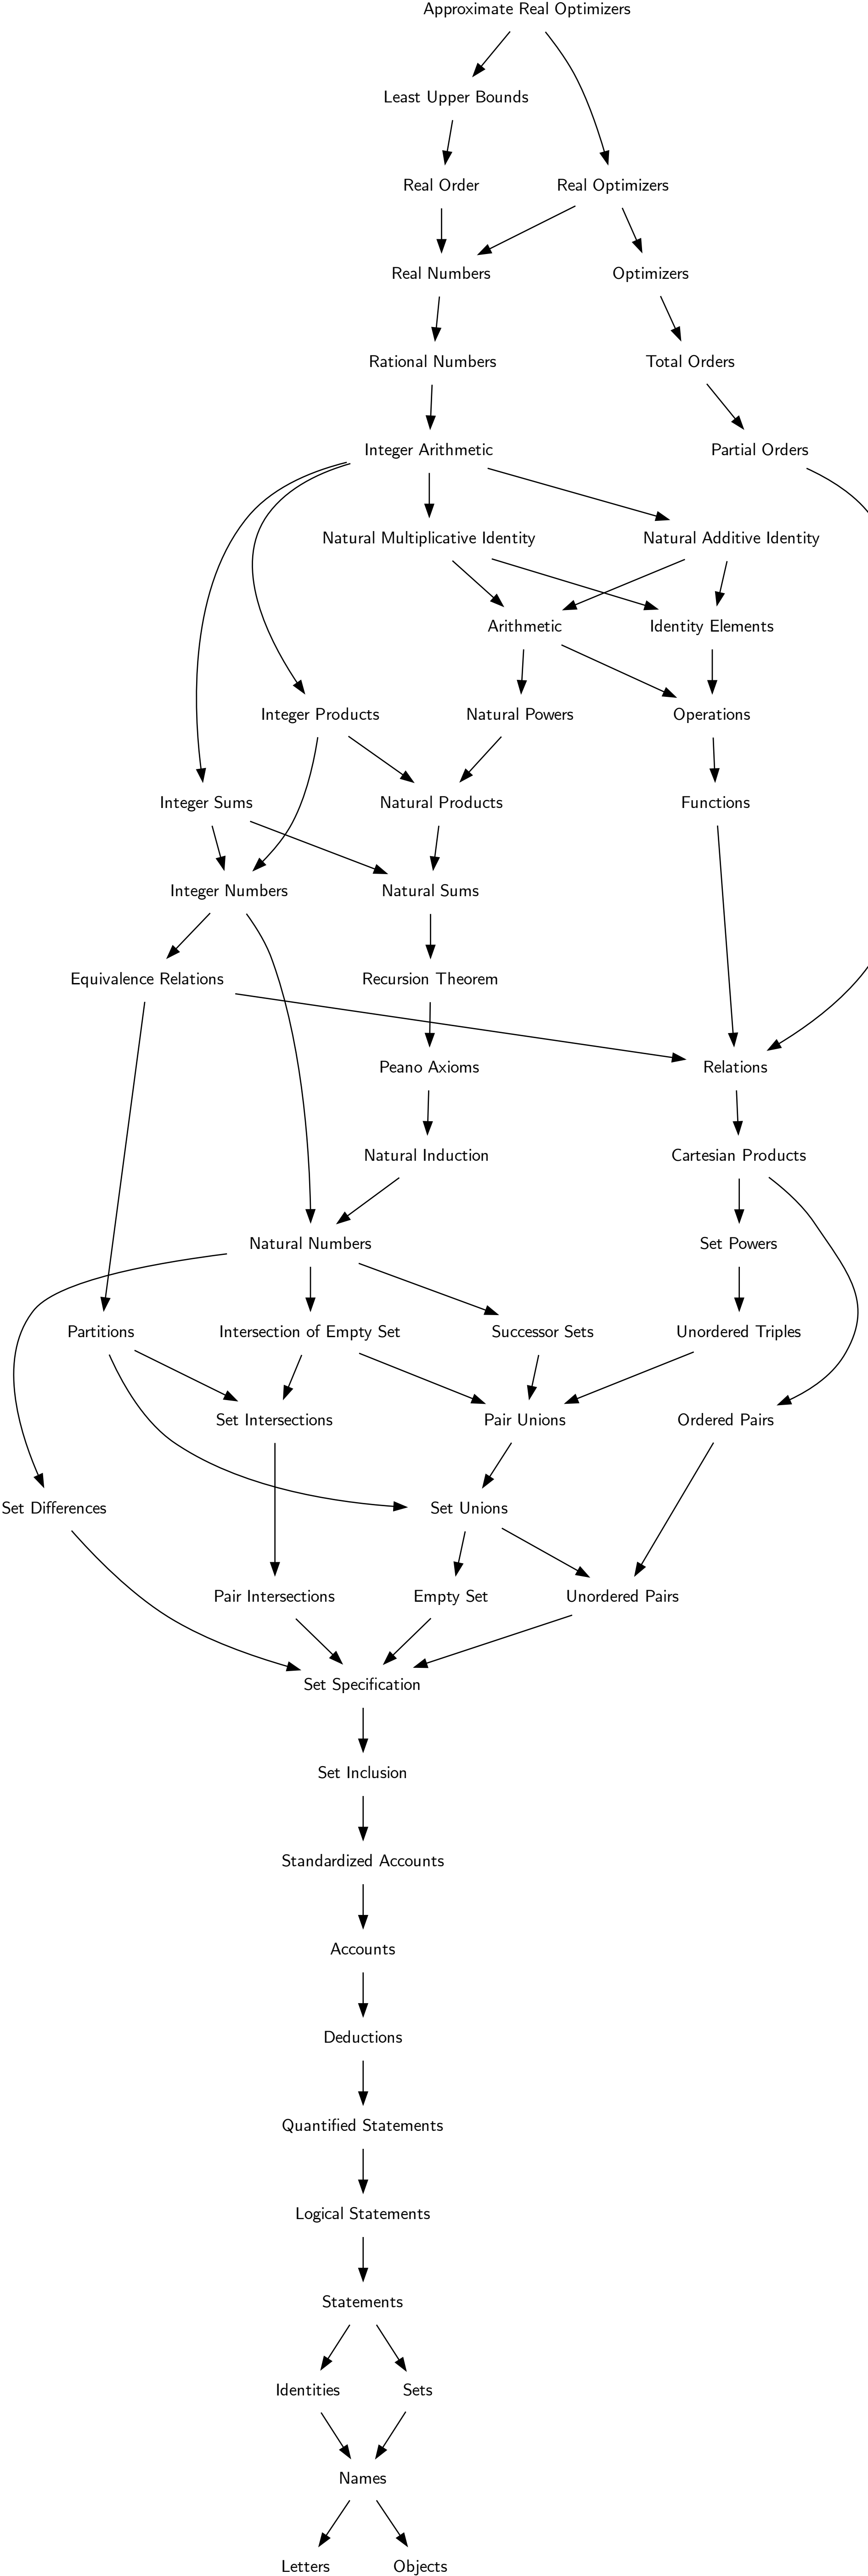 Approximate Real Optimizers
Least Upper Bounds
Real Order
Real Optimizers
Real Numbers
Optimizers
Rational Numbers
Total Orders
Integer Arithmetic
Partial Orders
Natural Multiplicative Identity
Natural Additive Identity
Arithmetic
Identity Elements
Integer Products
Natural Powers
Operations
Integer Sums
Natural Products
Functions
Integer Numbers
Natural Sums
Equivalence Relations
Recursion Theorem
Peano Axioms
Relations
Natural Induction
Cartesian Products
Natural Numbers
Set Powers
Partitions
Intersection of Empty Set
Successor Sets
Unordered Triples
Set Intersections
Pair Unions
Ordered Pairs
Set Differences
Set Unions
Pair Intersections
Empty Set
Unordered Pairs
Set Specification
Set Inclusion
Standardized Accounts
Accounts
Deductions
Quantified Statements
Logical Statements
Statements
Identities
Sets
Names
Letters
Objects